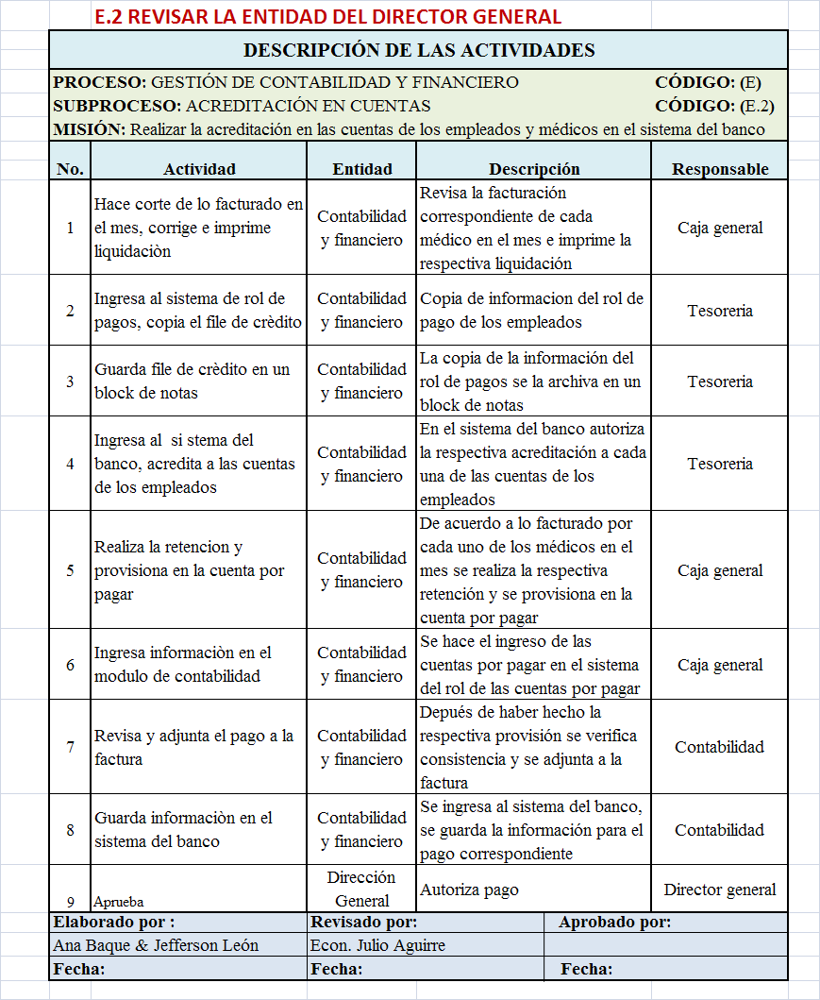 E.2 REVISAR LA ENTIDAD DEL DIRECTOR GENERAL
DESCRIPCIÓN DE LAS ACTIVIDADES
PROCESO: GESTIÓN DE CONTABILIDAD Y FINANCIERO CÓDIGO: (E)
SUBPROCESO: ACREDITACIÓN EN CUENTAS CÓDIGO: (E.2)
MISIÓN: Realizar la acreditación en las cuentas de los empleados y médicos en el sistema del banco
No. Actividad Entidad Descripción Responsable
1
Hace corte de lo facturado en
el mes, corrige e imprime
liquidaciòn
Contabilidad
y financiero
Revisa la facturación
correspondiente de cada
médico en el mes e imprime la
respectiva liquidación
Caja general
2
Ingresa al sistema de rol de
pagos, copia el file de crèdito
Contabilidad
y financiero
Copia de informacion del rol de
pago de los empleados
Tesoreria
3
Guarda file de crèdito en un
block de notas
Contabilidad
y financiero
La copia de la información del
rol de pagos se la archiva en un
block de notas
Tesoreria
4
Ingresa al si stema del
banco, acredita a las cuentas
de los empleados
Contabilidad
y financiero
En el sistema del banco autoriza
la respectiva acreditación a cada
una de las cuentas de los
empleados
Tesoreria
5
Realiza la retencion y
provisiona en la cuenta por
pagar
Contabilidad
y financiero
De acuerdo a lo facturado por
cada uno de los médicos en el
mes se realiza la respectiva
retención y se provisiona en la
cuenta por pagar
Caja general
6
Ingresa informaciòn en el
modulo de contabilidad
Contabilidad
y financiero
Se hace el ingreso de las
cuentas por pagar en el sistema
del rol de las cuentas por pagar
Caja general
7
Revisa y adjunta el pago a la
factura
Contabilidad
y financiero
Depués de haber hecho la
respectiva provisión se verifica
consistencia y se adjunta a la
factura
Contabilidad
8
Guarda informaciòn en el
sistema del banco
Contabilidad
y financiero
Se ingresa al sistema del banco,
se guarda la información para el
pago correspondiente
Contabilidad
9
Aprueba
Dirección
General
Autoriza pago
Director general
Elaborado por : Revisado por: Aprobado por:
Ana Baque & Jefferson León Econ. Julio Aguirre
Fecha: Fecha: Fecha: